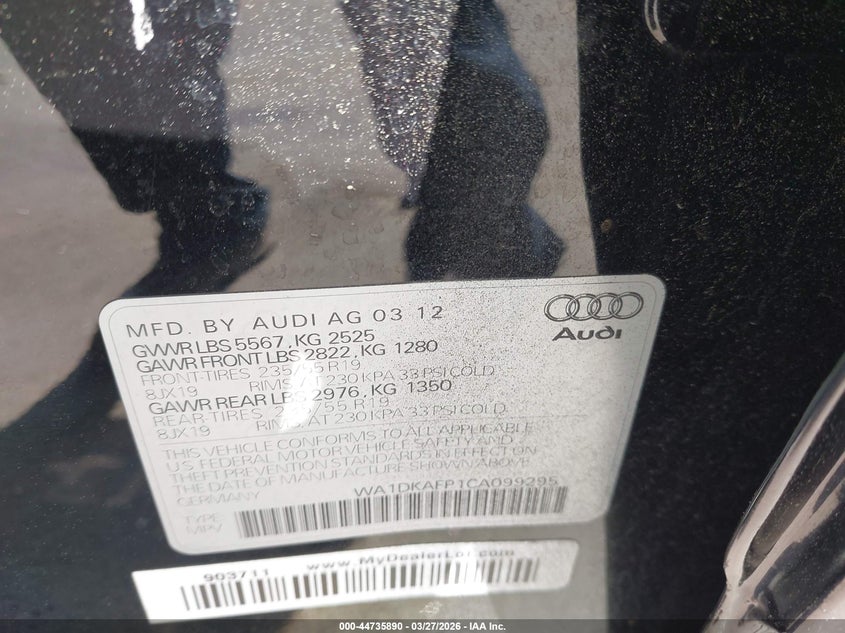 MFD. BY AUDI AG 03 12
GVWR LBS 5567, KG 2525
GAWR FRONT LBS 2822, KG 1280
FRONT-TIRES 235/55 R19
8JX19 RIMS AT 230 KPA 33 PSI COLD
GAWR REAR LBS 2976, KG 1350
REAR-TIRES 235/55 R19
8JX19 RIMS AT 230 KPA 33 PSI COLD
THIS VEHICLE CONFORMS TO ALL APPLICABLE
U.S. FEDERAL MOTOR VEHICLE SAFETY AND
THEFT PREVENTION STANDARDS IN EFFECT ON
THE DATE OF MANUFACTURE SHOWN ABOVE.
GERMANY WA1DKAFP1CA099295
TYPE
MPV
Audi
903711 www.MyDealerLot.com
000-44735890 - 03/27/2026 - IAA Inc.